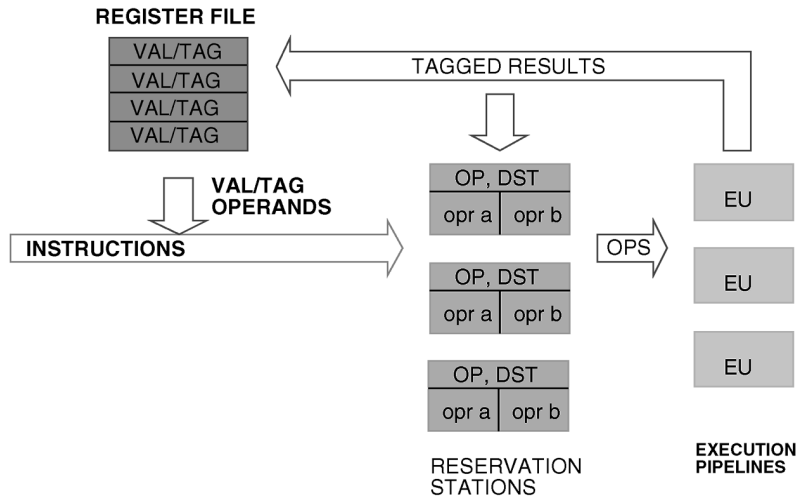 REGISTER FILE
VAL/TAG
VAL/TAG
VAL/TAG
VAL/TAG
TAGGED RESULTS
VAL/TAG
OPERANDS
INSTRUCTIONS
OP, DST
opr a opr b
OP, DST
opr a opr b
OP, DST
opr a opr b
RESERVATION
STATIONS
OPS
EU
EU
EU
EXECUTION
PIPELINES